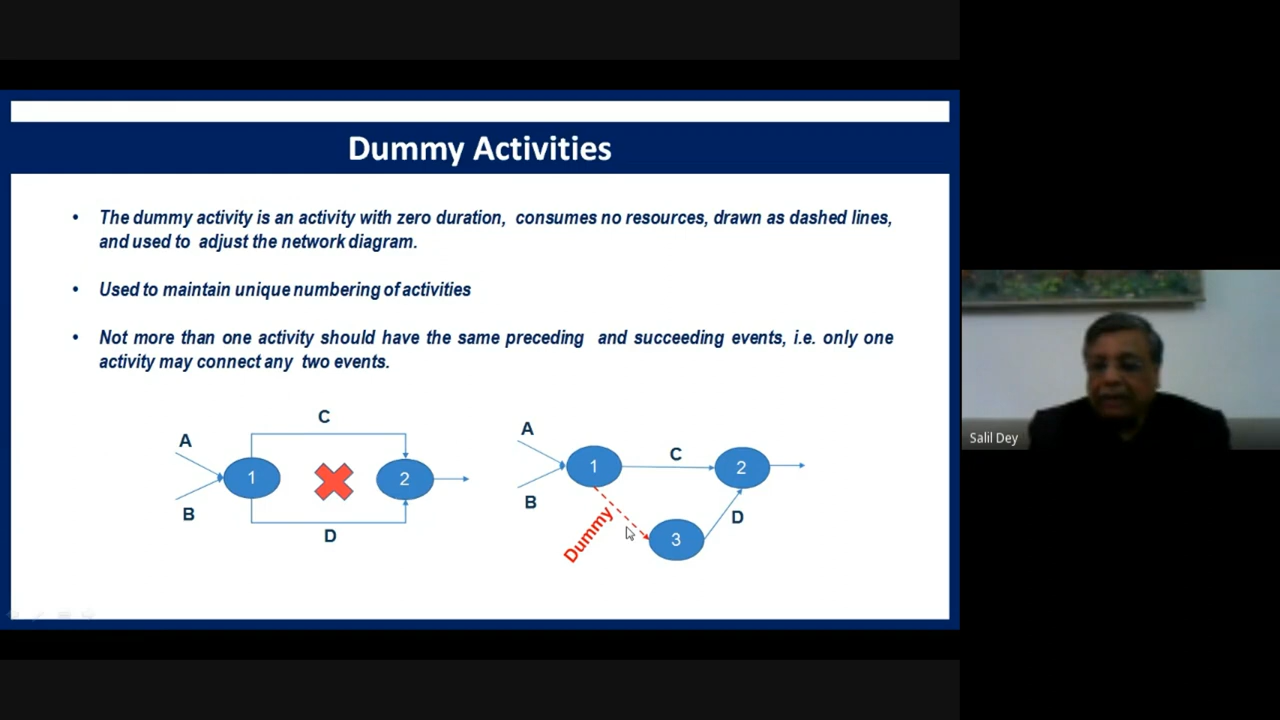 Dummy Activities
• The dummy activity is an activity with zero duration, consumes no resources, drawn as dashed lines,
and used to adjust the network diagram.
• Used to maintain unique numbering of activities
• Not more than one activity should have the same preceding and succeeding events, i.e. only one
activity may connect any two events.
C
A
1
2
B
D
A
C
1
2
B
D
Dummy
3
Salil Dey